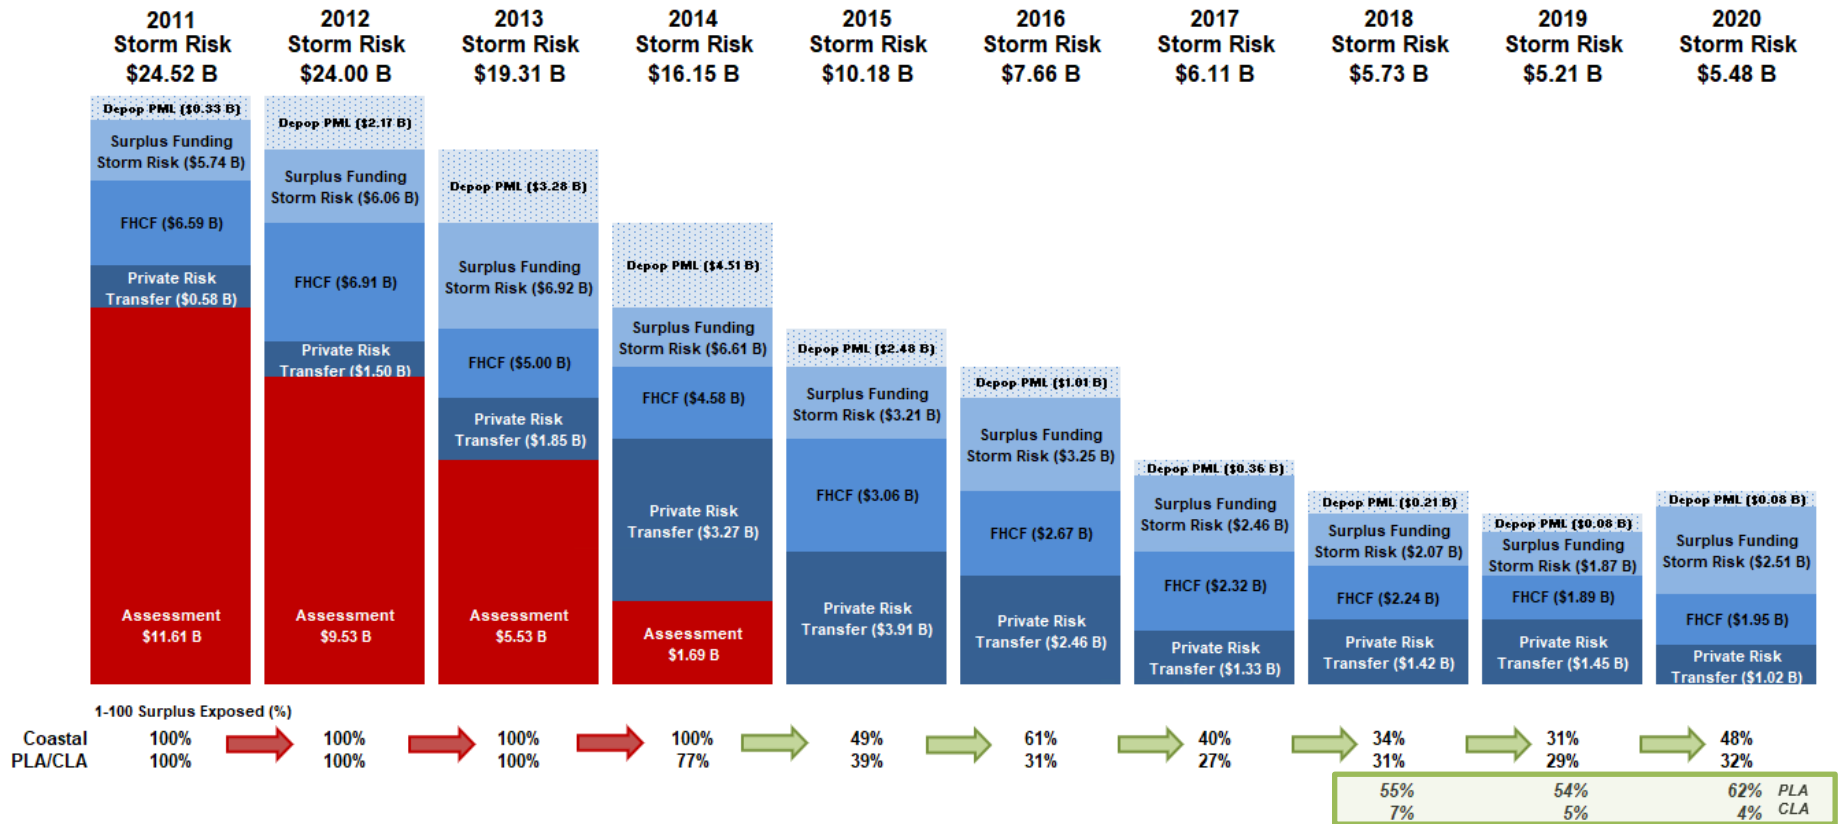 2011
Storm Risk
$24.52 B
2012
Storm Risk
$24.00 B
2013
Storm Risk
$19.31 B
2014
Storm Risk
$16.15 B
2015
Storm Risk
$10.18 B
2016
Storm Risk
$7.66 B
2017
Storm Risk
$6.11 B
2018
Storm Risk
$5.73 B
2019
Storm Risk
$5.21 B
2020
Storm Risk
$5.48 B
Depop PML ($0.33 B)
Surplus Funding
Storm Risk ($5.74 B)
FHCF ($6.59 B)
Private Risk
Transfer ($0.58 B)
Assessment
$11.61 B
Depop PML ($2.17 B)
Surplus Funding
Storm Risk ($6.06 B)
FHCF ($6.91 B)
Private Risk
Transfer ($1.50 B)
Assessment
$9.53 B
Depop PML ($3.28 B)
Surplus Funding
Storm Risk ($6.92 B)
FHCF ($5.00 B)
Private Risk
Transfer ($1.85 B)
Assessment
$5.53 B
Depop PML ($4.51 B)
Surplus Funding
Storm Risk ($6.61 B)
FHCF ($4.58 B)
Private Risk
Transfer ($3.27 B)
Assessment
$1.69 B
Depop PML ($2.48 B)
Surplus Funding
Storm Risk ($3.21 B)
FHCF ($3.06 B)
Private Risk
Transfer ($3.91 B)
Depop PML ($1.01 B)
Surplus Funding
Storm Risk ($3.25 B)
FHCF ($2.67 B)
Private Risk
Transfer ($2.46 B)
Depop PML ($0.36 B)
Surplus Funding
Storm Risk ($2.46 B)
FHCF ($2.32 B)
Private Risk
Transfer ($1.33 B)
Depop PML ($0.21 B)
Surplus Funding
Storm Risk ($2.07 B)
FHCF ($2.24 B)
Private Risk
Transfer ($1.42 B)
Depop PML ($0.08 B)
Surplus Funding
Storm Risk ($1.87 B)
FHCF ($1.89 B)
Private Risk
Transfer ($1.45 B)
Depop PML ($0.08 B)
Surplus Funding
Storm Risk ($2.51 B)
FHCF ($1.95 B)
Private Risk
Transfer ($1.02 B)
1-100 Surplus Exposed (%)
Coastal 100% 100% 100% 100% 49% 61% 40% 34% 31% 48%
PLA/CLA 100% 100% 100% 77% 39% 31% 27% 31% 29% 32%
55% 54% 62% PLA
7% 5% 4% CLA